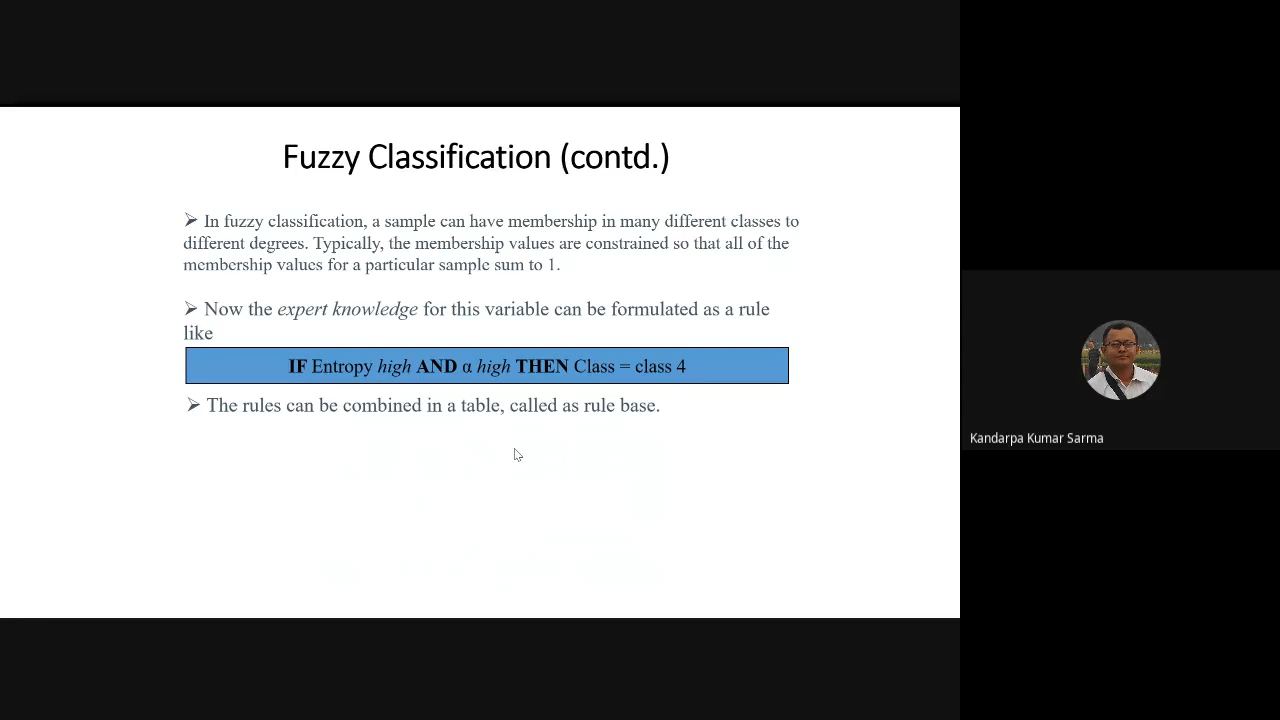 Fuzzy Classification (contd.)
➢ In fuzzy classification, a sample can have membership in many different classes to
different degrees. Typically, the membership values are constrained so that all of the
membership values for a particular sample sum to 1.
➢ Now the expert knowledge for this variable can be formulated as a rule
like
IF Entropy high AND α high THEN Class = class 4
➢ The rules can be combined in a table, called as rule base.
Kandarpa Kumar Sarma